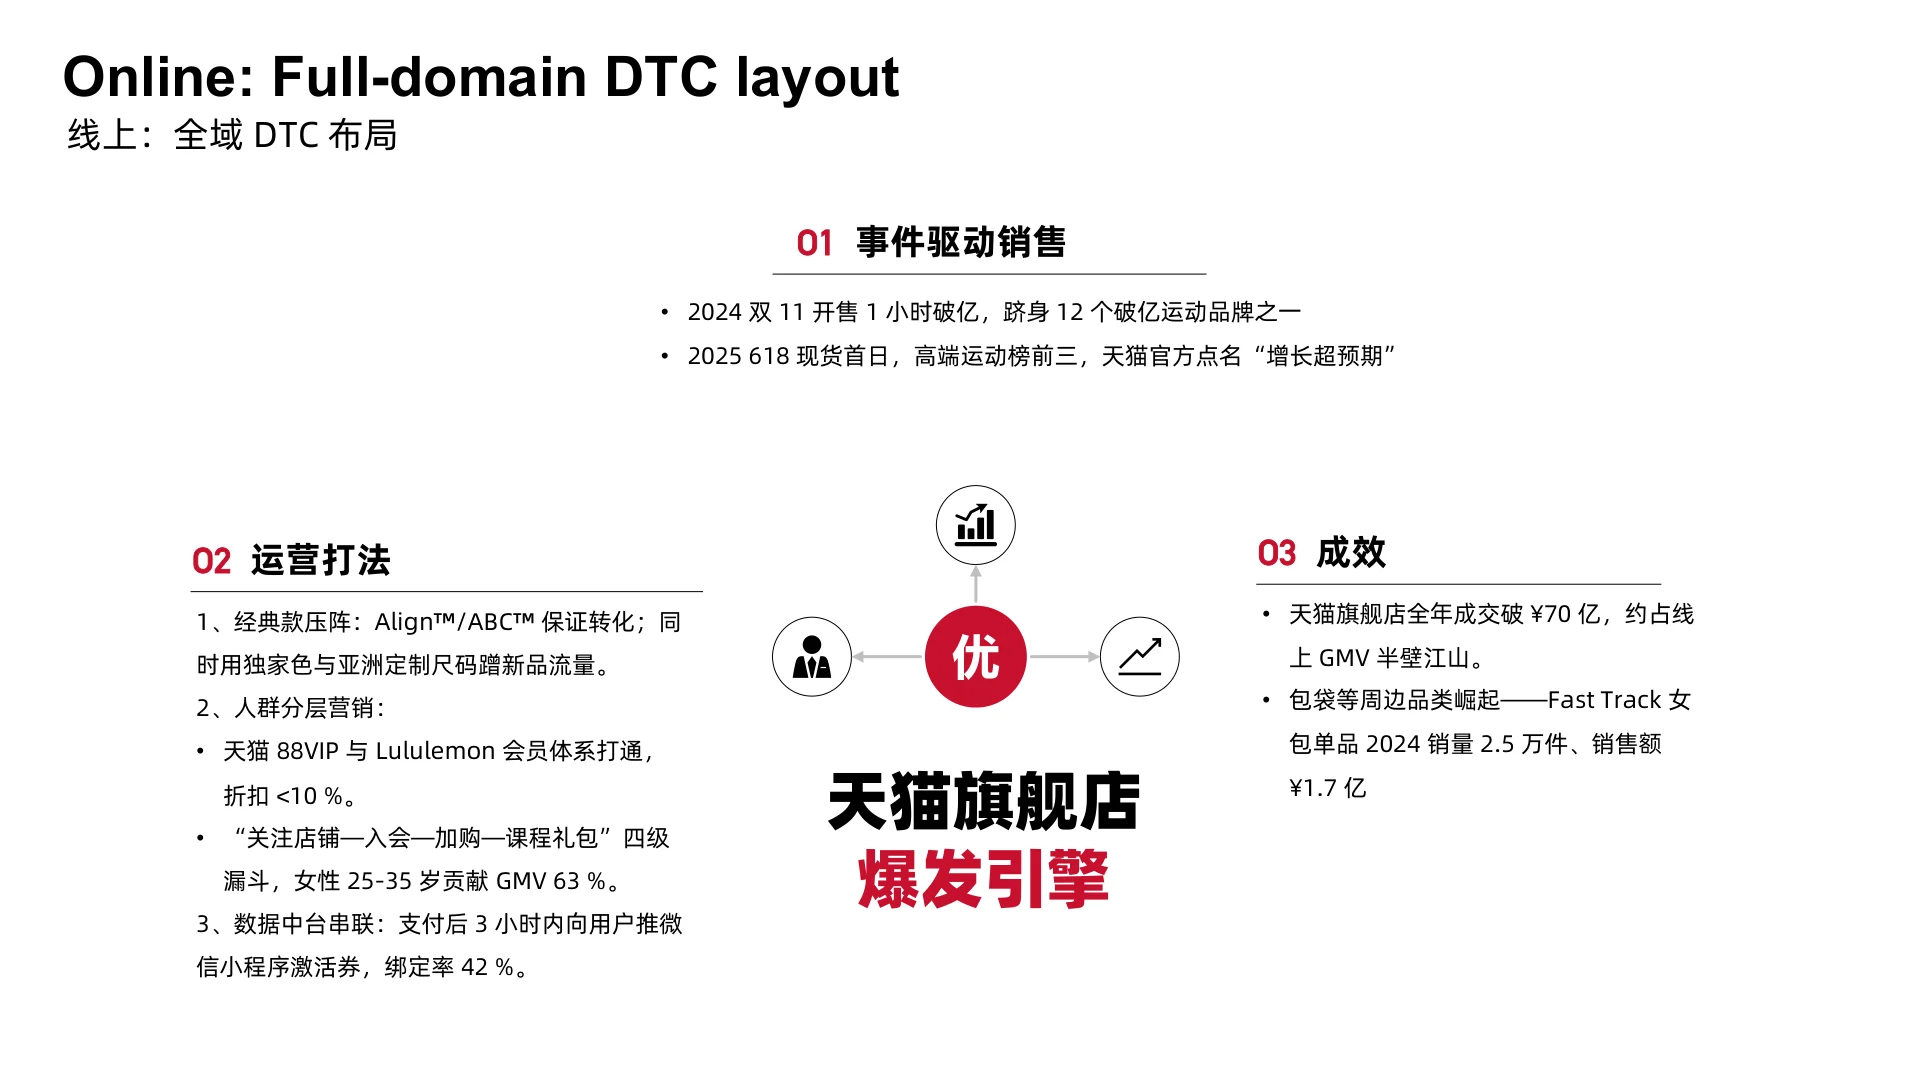 Online: Full-domain DTC layout
线上：全域 DTC 布局
01 事件驱动销售
• 2024 双 11 开售 1 小时破亿，跻身 12 个破亿运动品牌之一
• 2025 618 现货首日，高端运动榜前三，天猫官方点名“增长超预期”
02 运营打法
1、经典款压阵：Align™/ABC™ 保证转化；同
时用独家色与亚洲定制尺码蹭新品流量。
2、人群分层营销：
• 天猫 88VIP 与 Lululemon 会员体系打通，
折扣 <10 %。
• “关注店铺—入会—加购—课程礼包”四级
漏斗，女性 25-35 岁贡献 GMV 63 %。
3、数据中台串联：支付后 3 小时内向用户推微
信小程序激活券，绑定率 42 %。
优
天猫旗舰店
爆发引擎
03 成效
• 天猫旗舰店全年成交破 ¥70 亿，约占线
上 GMV 半壁江山。
• 包袋等周边品类崛起——Fast Track 女
包单品 2024 销量 2.5 万件、销售额
¥1.7 亿